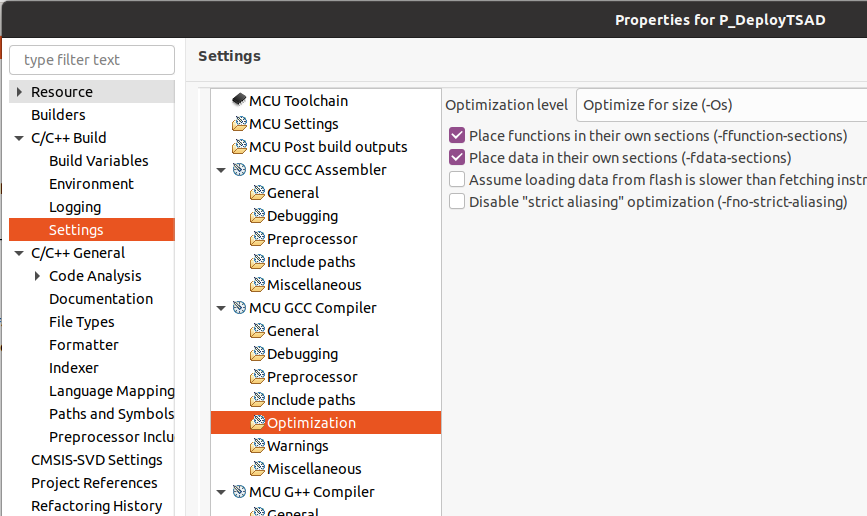 Properties for P_DeployTSAD
type filter text
Resource
Builders
C/C++ Build
Build Variables
Environment
Logging
Settings
C/C++ General
Code Analysis
Documentation
File Types
Formatter
Indexer
Language Mapping
Paths and Symbols
Preprocessor Inclu
CMSIS-SVD Settings
Project References
Refactoring History
Settings
MCU Toolchain
MCU Settings
MCU Post build outputs
MCU GCC Assembler
General
Debugging
Preprocessor
Include paths
Miscellaneous
MCU GCC Compiler
General
Debugging
Preprocessor
Include paths
Optimization
Warnings
Miscellaneous
MCU G++ Compiler
General
Optimization level Optimize for size (-Os)
Place functions in their own sections (-ffunction-sections)
Place data in their own sections (-fdata-sections)
Assume loading data from flash is slower than fetching instr
Disable "strict aliasing" optimization (-fno-strict-aliasing)